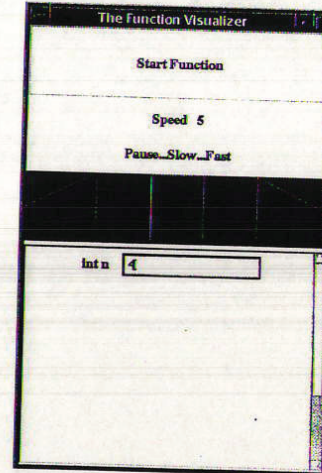 The Function Visualizer
Start Function
Speed 5
Pause...Slow...Fast
int n 4